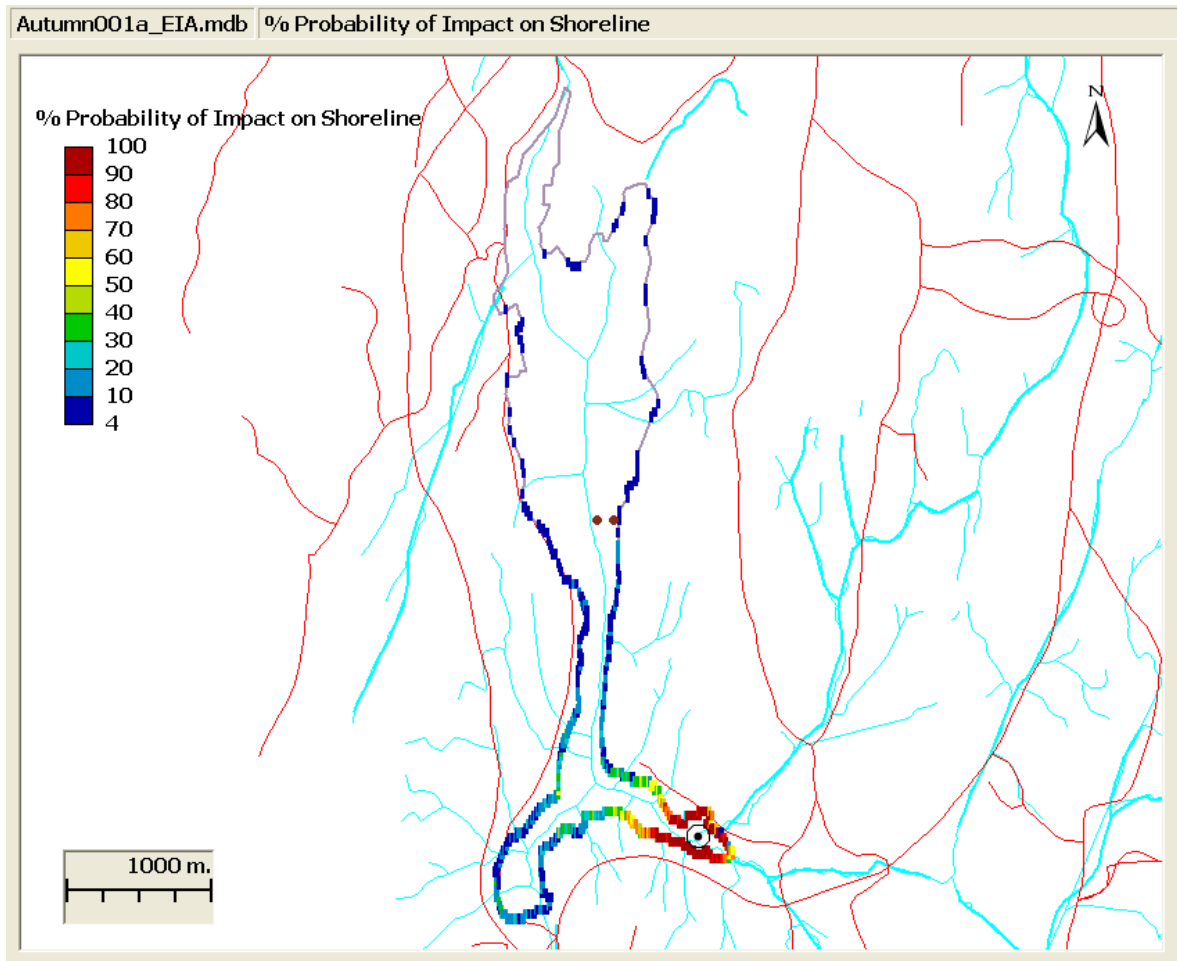 Autumn001a_EIA.mdb % Probability of Impact on Shoreline
N
% Probability of Impact on Shoreline
100
90
80
70
60
50
40
30
20
10
4
1000 m.